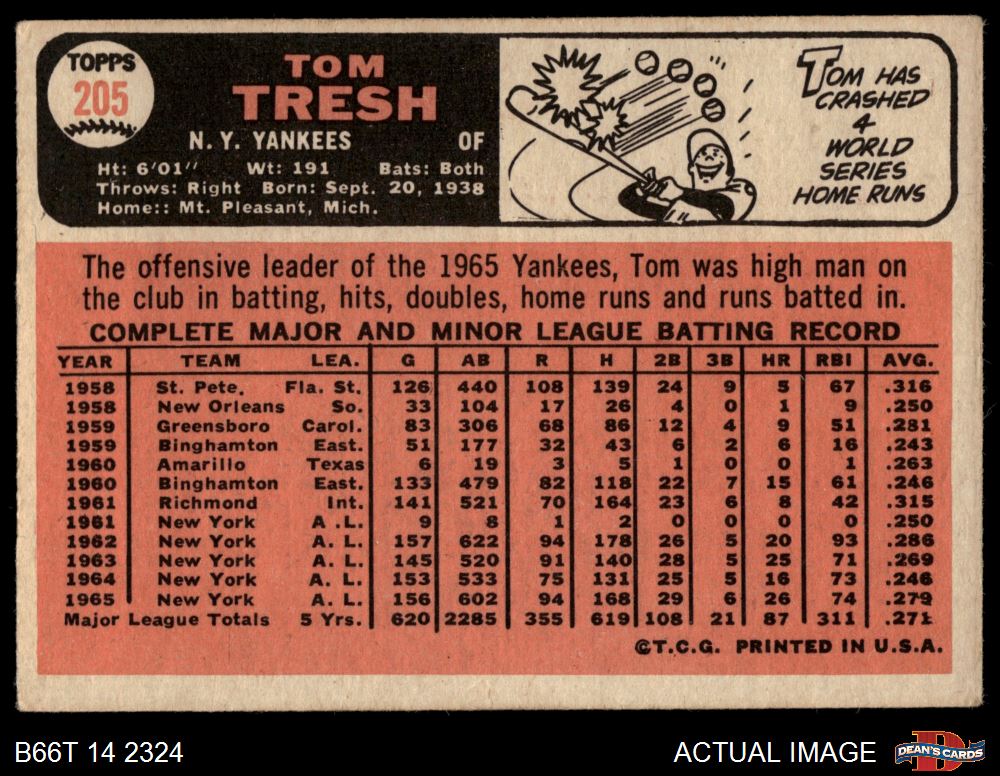 TOPPS
205
TOM
TRESH
N. Y. YANKEES OF
Ht: 6'01" Wt: 191 Bats: Both
Throws: Right Born: Sept. 20, 1938
Home:: Mt. Pleasant, Mich.
TOM HAS
CRASHED
4
WORLD
SERIES
HOME RUNS
The offensive leader of the 1965 Yankees, Tom was high man on
the club in batting, hits, doubles, home runs and runs batted in.
COMPLETE MAJOR AND MINOR LEAGUE BATTING RECORD
YEAR TEAM LEA. G AB R H 2B 3B HR RBI AVG.
1958 St. Pete. Fla. St. 126 440 108 139 24 9 5 67 .316
1958 New Orleans So. 33 104 17 26 4 0 1 9 .250
1959 Greensboro Carol. 83 306 68 86 12 4 9 51 .281
1959 Binghamton East. 51 177 32 43 6 2 6 16 .243
1960 Amarillo Texas 6 19 3 5 1 0 0 1 .263
1960 Binghamton East. 133 479 82 118 22 7 15 61 .246
1961 Richmond Int. 141 521 70 164 23 6 8 42 .315
1961 New York A .L. 9 8 1 2 0 0 0 0 .250
1962 New York A. L. 157 622 94 178 26 5 20 93 .286
1963 New York A. L. 145 520 91 140 28 5 25 71 .269
1964 New York A. L. 153 533 75 131 25 5 16 73 .246
1965 New York A. L. 156 602 94 168 29 6 26 74 .279
Major League Totals 5 Yrs. 620 2285 355 619 108 21 87 311 .271
©T.C.G. PRINTED IN U.S.A.
B66T 14 2324 ACTUAL IMAGE DEAN'S CARDS